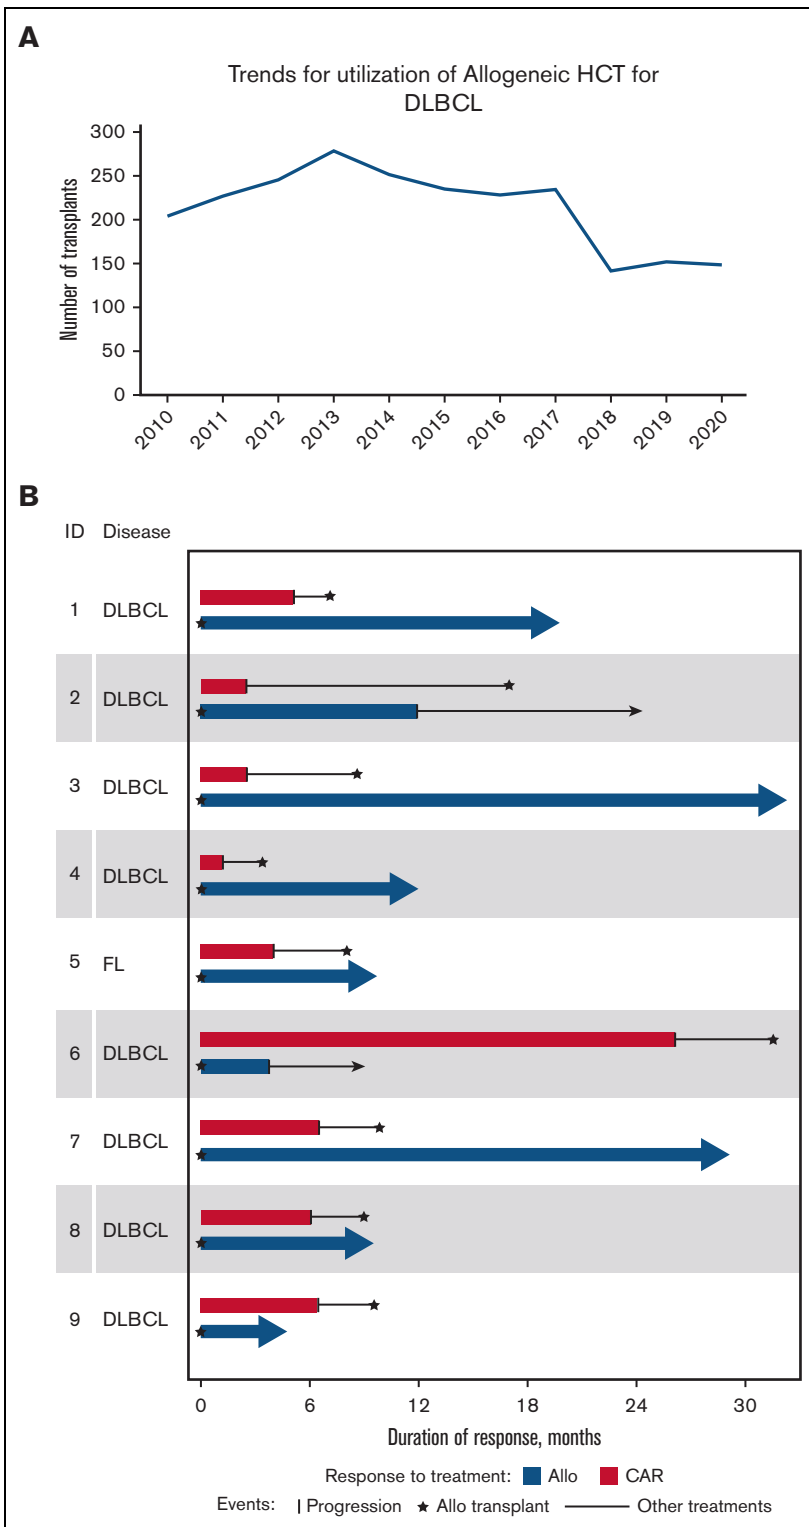 A
Trends for utilization of Allogeneic HCT for
DLBCL
Number of transplants
300
250
200
150
100
50
0
2010 2011 2012 2013 2014 2015 2016 2017 2018 2019 2020
B
ID Disease
1 DLBCL
2 DLBCL
3 DLBCL
4 DLBCL
5 FL
6 DLBCL
7 DLBCL
8 DLBCL
9 DLBCL
0 6 12 18 24 30
Duration of response, months
Response to treatment: Allo CAR
Events: Progression Allo transplant Other treatments